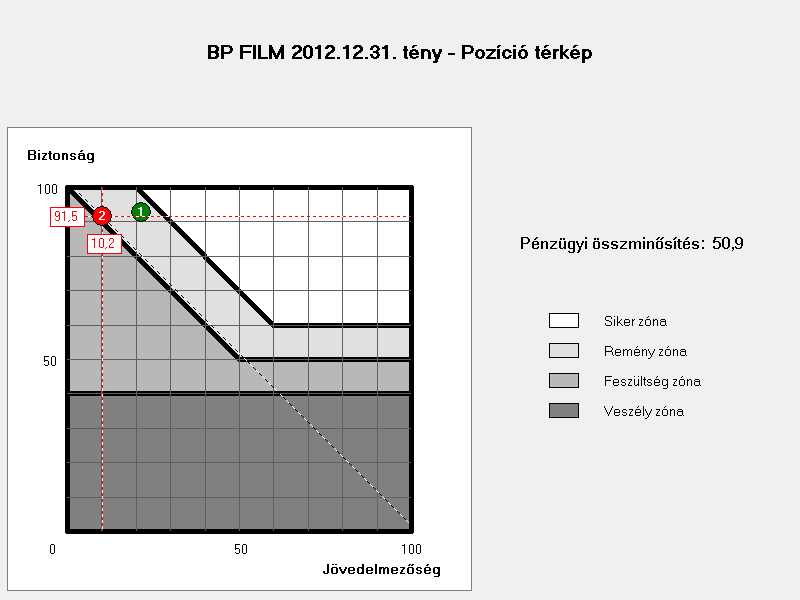 BP FILM 2012.12.31. tény - Pozíció térkép
Biztonság
100
1
91,5
2
10,2
Pénzügyi összminősítés: 50,9
Siker zóna
Remény zóna
50
Feszültség zóna
Veszély zóna
0
50
100
Jövedelmezőség